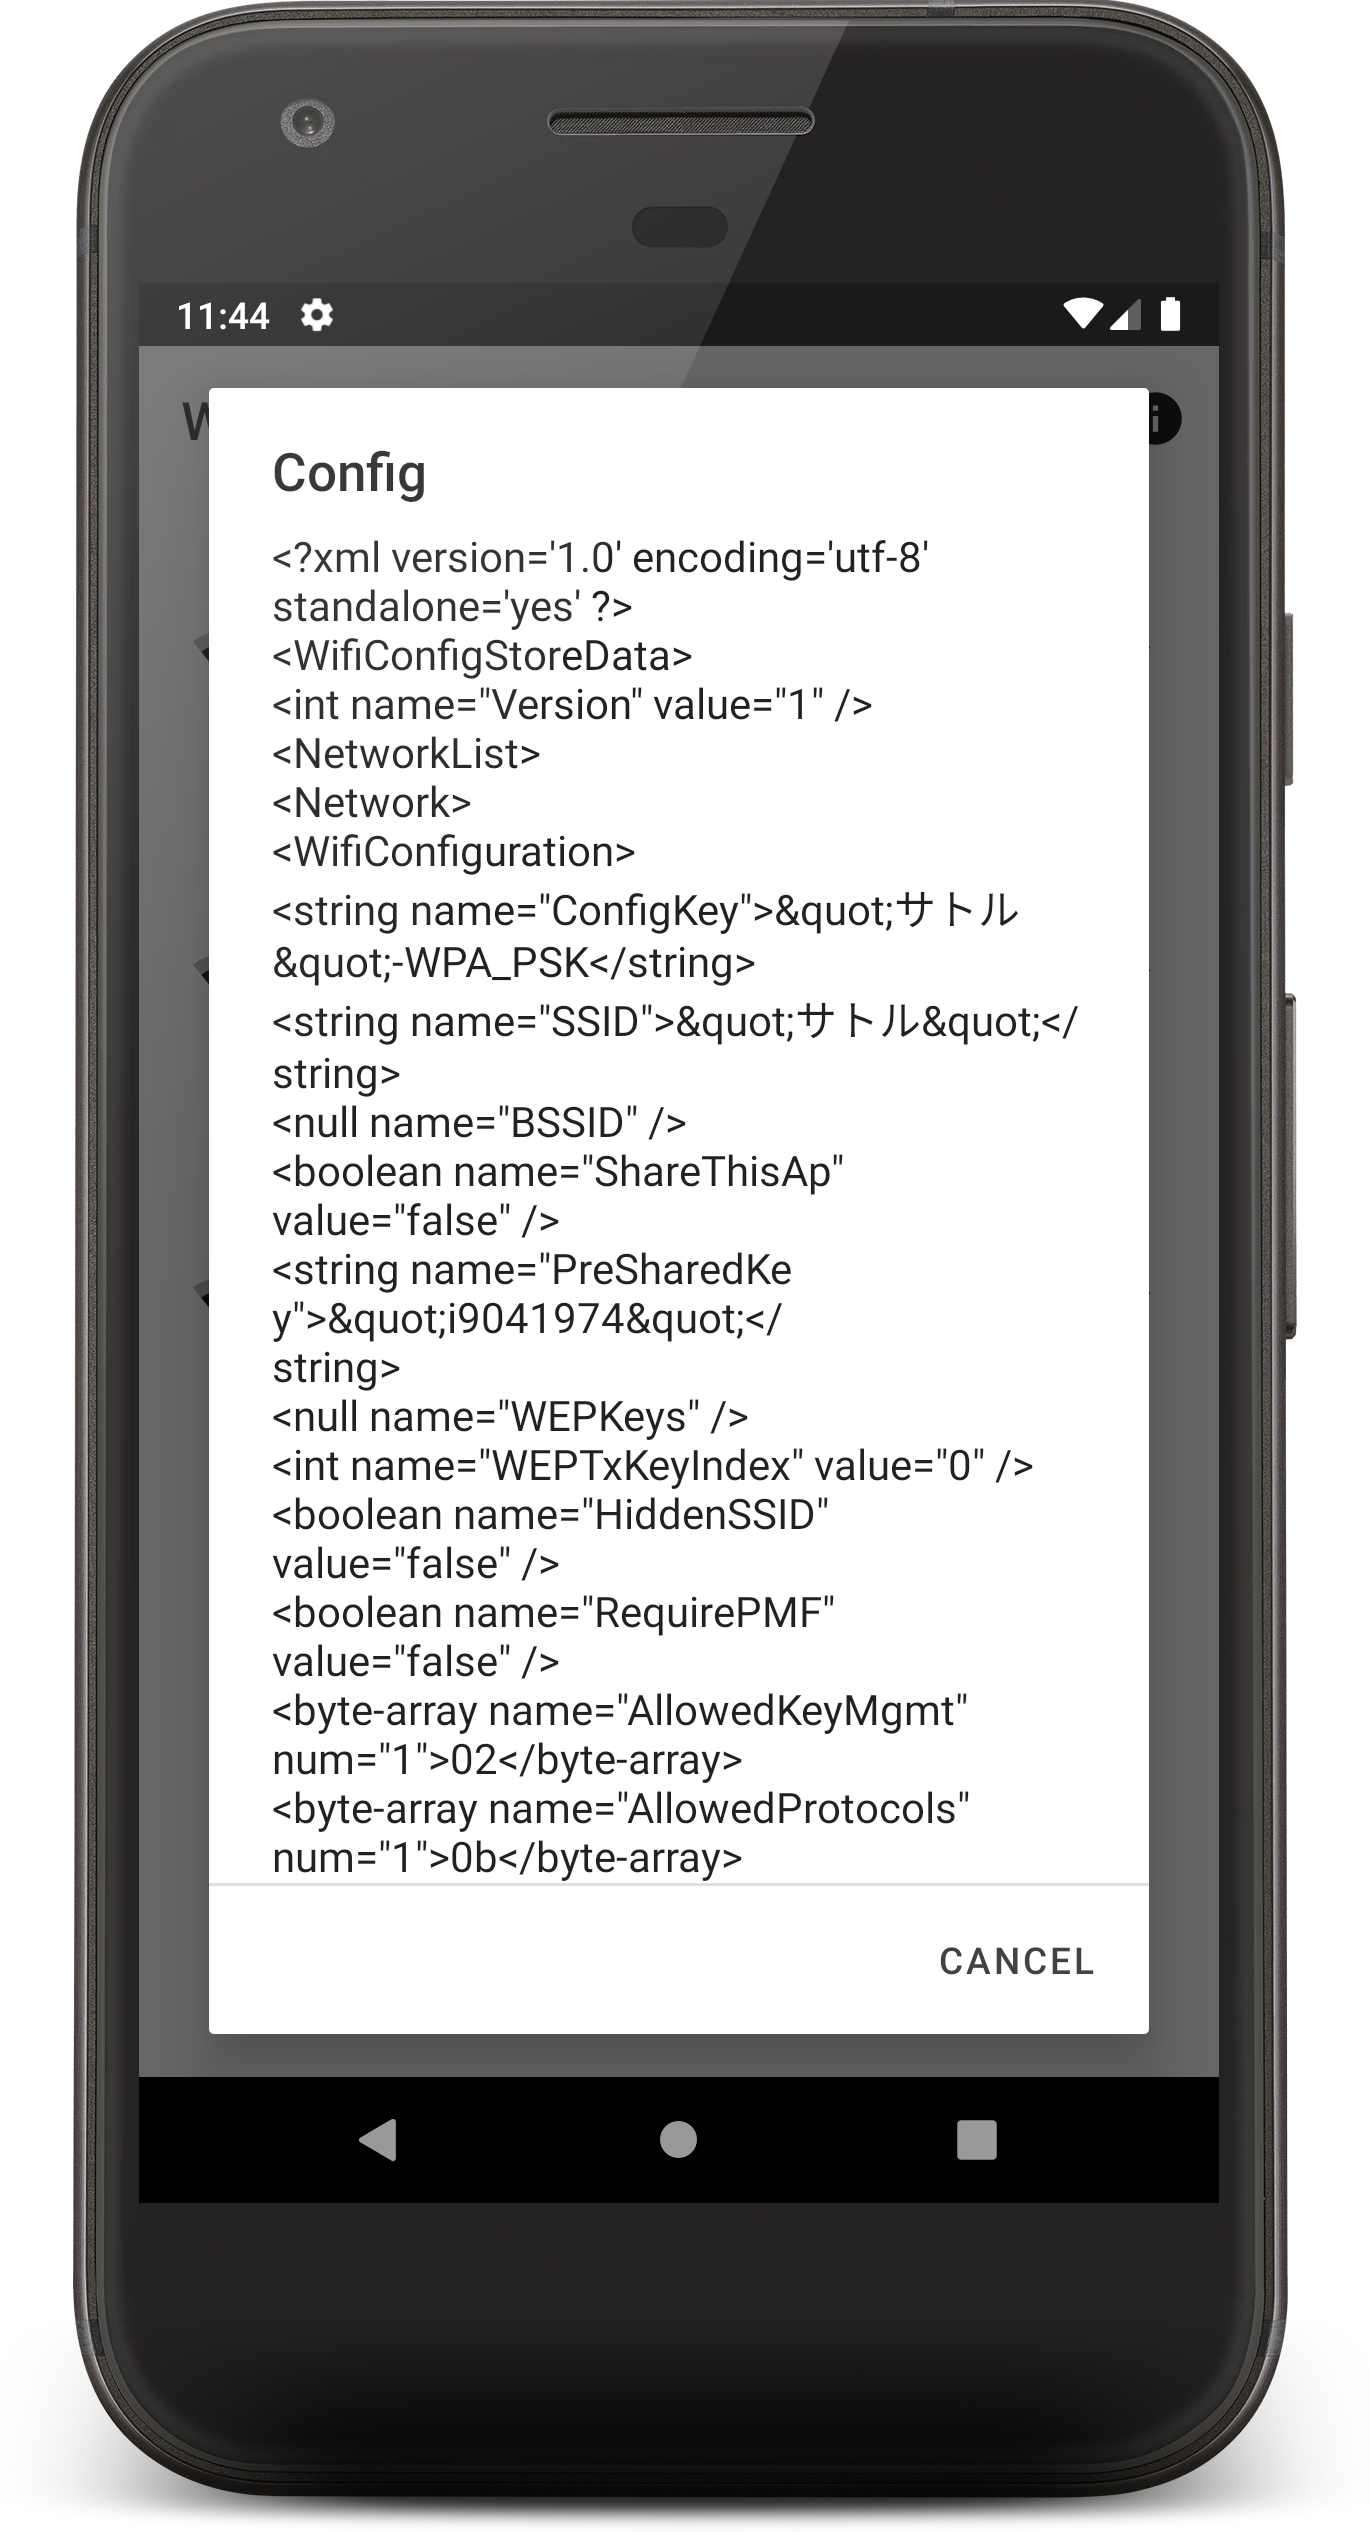 11:44
W
i
Config
<?xml version='1.0' encoding='utf-8'
standalone='yes' ?>
<WifiConfigStoreData>
<int name="Version" value="1" />
<NetworkList>
<Network>
<WifiConfiguration>
<string name="ConfigKey">&quot;サトル
&quot;-WPA_PSK</string>
<string name="SSID">&quot;サトル&quot;</
string>
<null name="BSSID" />
<boolean name="ShareThisAp"
value="false" />
<string name="PreSharedKe
y">&quot;i9041974&quot;</
string>
<null name="WEPKeys" />
<int name="WEPTxKeyIndex" value="0" />
<boolean name="HiddenSSID"
value="false" />
<boolean name="RequirePMF"
value="false" />
<byte-array name="AllowedKeyMgmt"
num="1">02</byte-array>
<byte-array name="AllowedProtocols"
num="1">0b</byte-array>
CANCEL